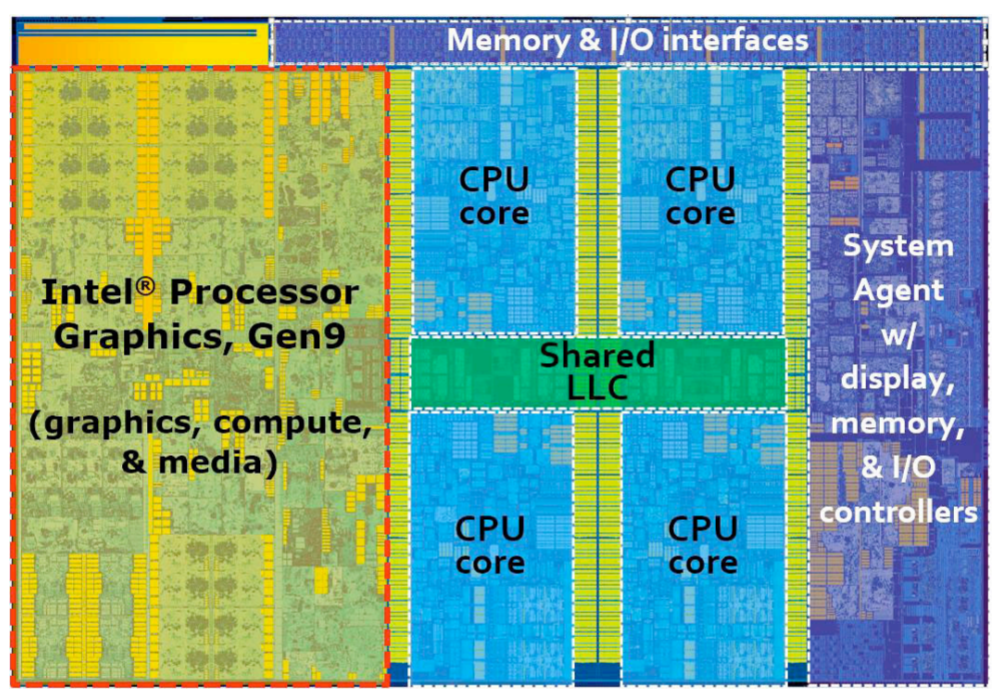 Memory & I/O interfaces
Intel® Processor
Graphics, Gen9
(graphics, compute,
& media)
CPU
core
CPU
core
Shared
LLC
CPU
core
CPU
core
System
Agent
w/
display,
memory,
& I/O
controllers